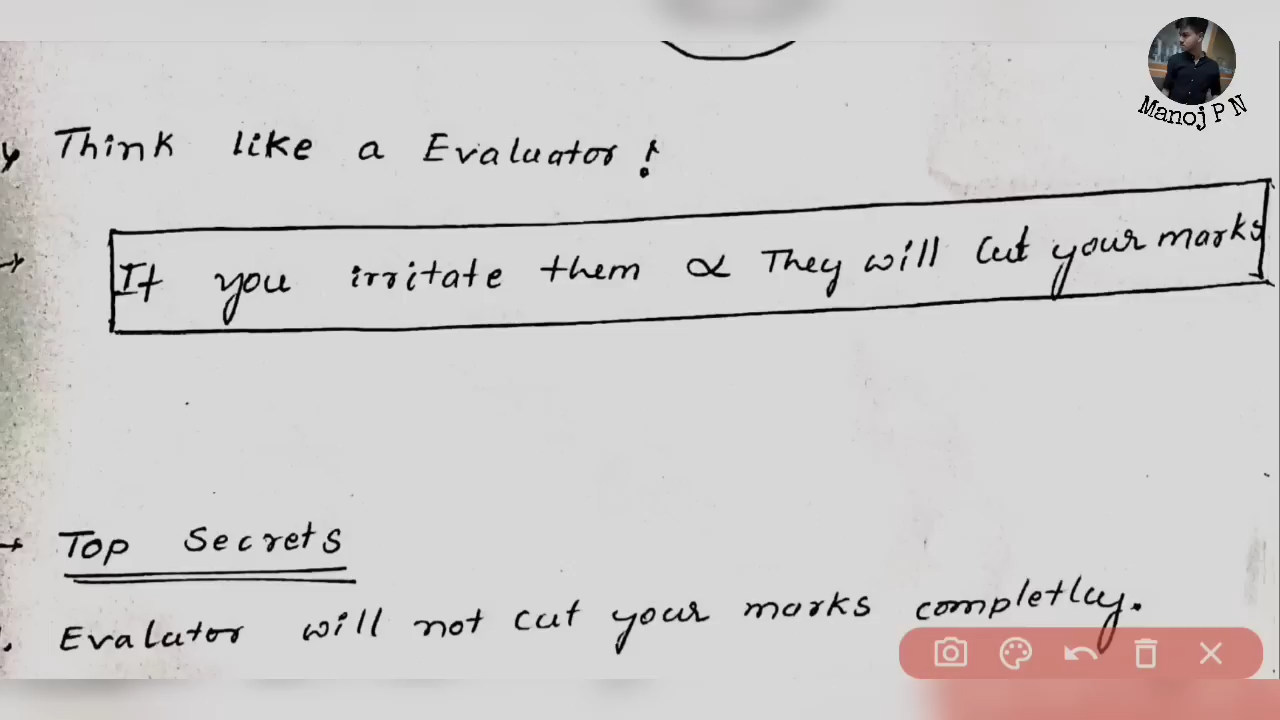 Manoj P N
Think like a Evaluator!
→ If you irritate them ∝ They will cut your marks
→ Top Secrets
. Evalutor will not cut your marks completly.